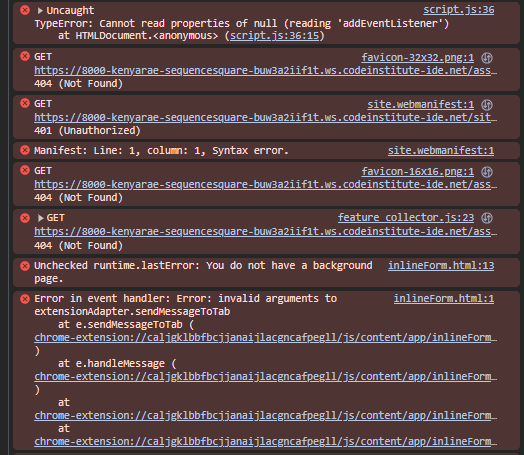 Uncaught script.js:36
TypeError: Cannot read properties of null (reading 'addEventListener')
at HTMLDocument.<anonymous> (script.js:36:15)
GET favicon-32x32.png:1
https://8000-kenyarae-sequencesquare-buw3a2iif1t.ws.codeinstitute-ide.net/ass…
404 (Not Found)
GET site.webmanifest:1
https://8000-kenyarae-sequencesquare-buw3a2iif1t.ws.codeinstitute-ide.net/sit…
401 (Unauthorized)
Manifest: Line: 1, column: 1, Syntax error. site.webmanifest:1
GET favicon-16x16.png:1
https://8000-kenyarae-sequencesquare-buw3a2iif1t.ws.codeinstitute-ide.net/ass…
404 (Not Found)
GET feature_collector.js:23
https://8000-kenyarae-sequencesquare-buw3a2iif1t.ws.codeinstitute-ide.net/ass…
404 (Not Found)
Unchecked runtime.lastError: You do not have a background inlineForm.html:13
page.
Error in event handler: Error: invalid arguments to inlineForm.html:1
extensionAdapter.sendMessageToTab
at e.sendMessageToTab (
chrome-extension://caljgklbbfbcjjanaijlacgncafpegll/js/content/app/inlineForm…
)
at e.handleMessage (
chrome-extension://caljgklbbfbcjjanaijlacgncafpegll/js/content/app/inlineForm…
)
at
chrome-extension://caljgklbbfbcjjanaijlacgncafpegll/js/content/app/inlineForm…
at
chrome-extension://caljgklbbfbcjjanaijlacgncafpegll/js/content/app/inlineForm…